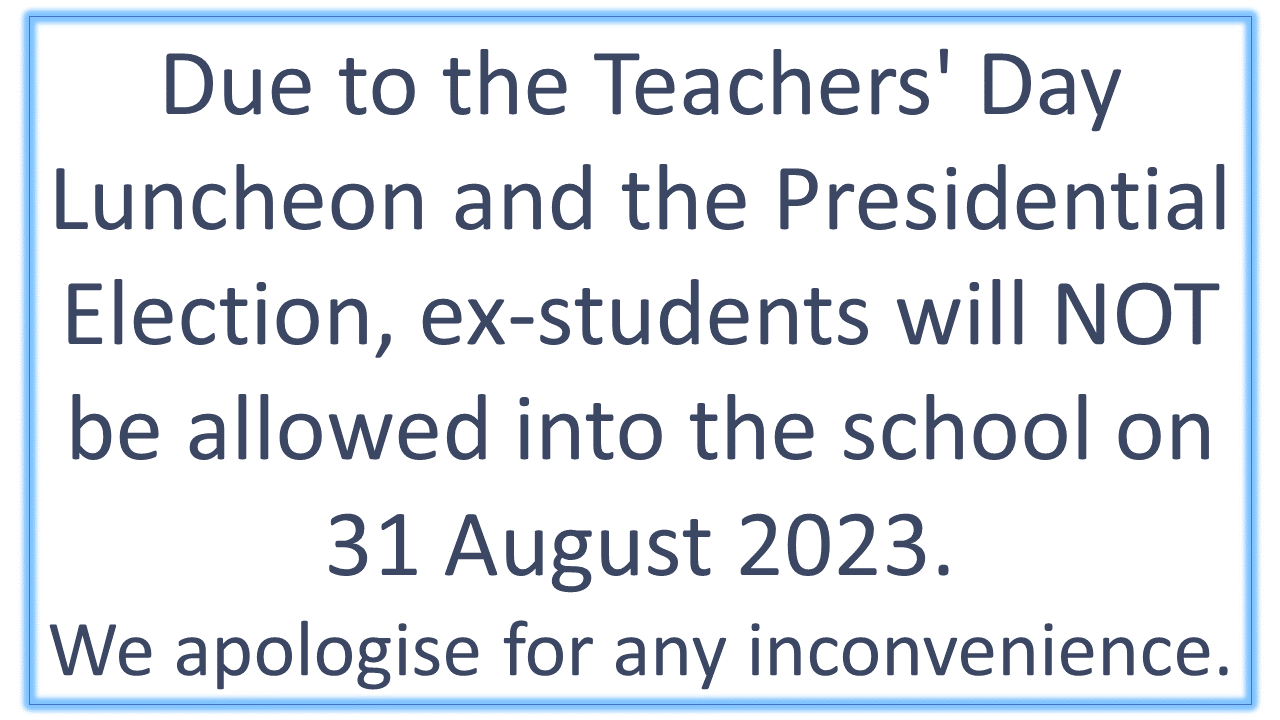 Due to the Teachers' Day
Luncheon and the Presidential
Election, ex-students will NOT
be allowed into the school on
31 August 2023.
We apologise for any inconvenience.